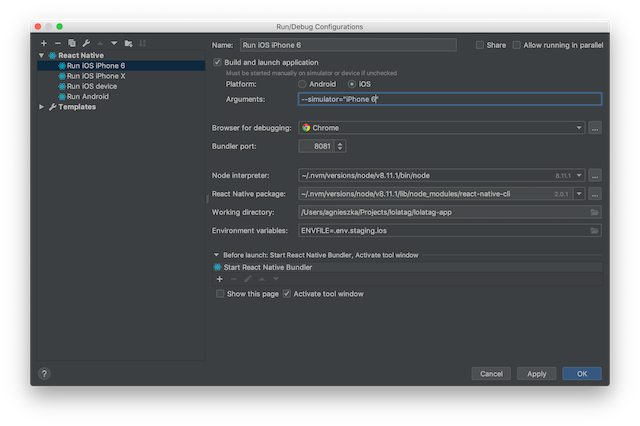 Run/Debug Configurations
Name: Run iOS iPhone 6 Share Allow running in parallel
React Native
Run iOS iPhone 6
Run iOS iPhone X
Run iOS device
Run Android
Templates
Build and launch application
Must be started manually on simulator or device if unchecked
Platform: Android iOS
Arguments: --simulator="iPhone 6"
Browser for debugging: Chrome ...
Bundler port: 8081
Node interpreter: ~/.nvm/versions/node/v8.11.1/bin/node 8.11.1 ...
React Native package: ~/.nvm/versions/node/v8.11.1/lib/node_modules/react-native-cli 2.0.1 ...
Working directory: /Users/agnieszka/Projects/lolatag/lolatag-app
Environment variables: ENVFILE=.env.staging.ios
Before launch: Start React Native Bundler, Activate tool window
Start React Native Bundler
Show this page Activate tool window
? Cancel Apply OK